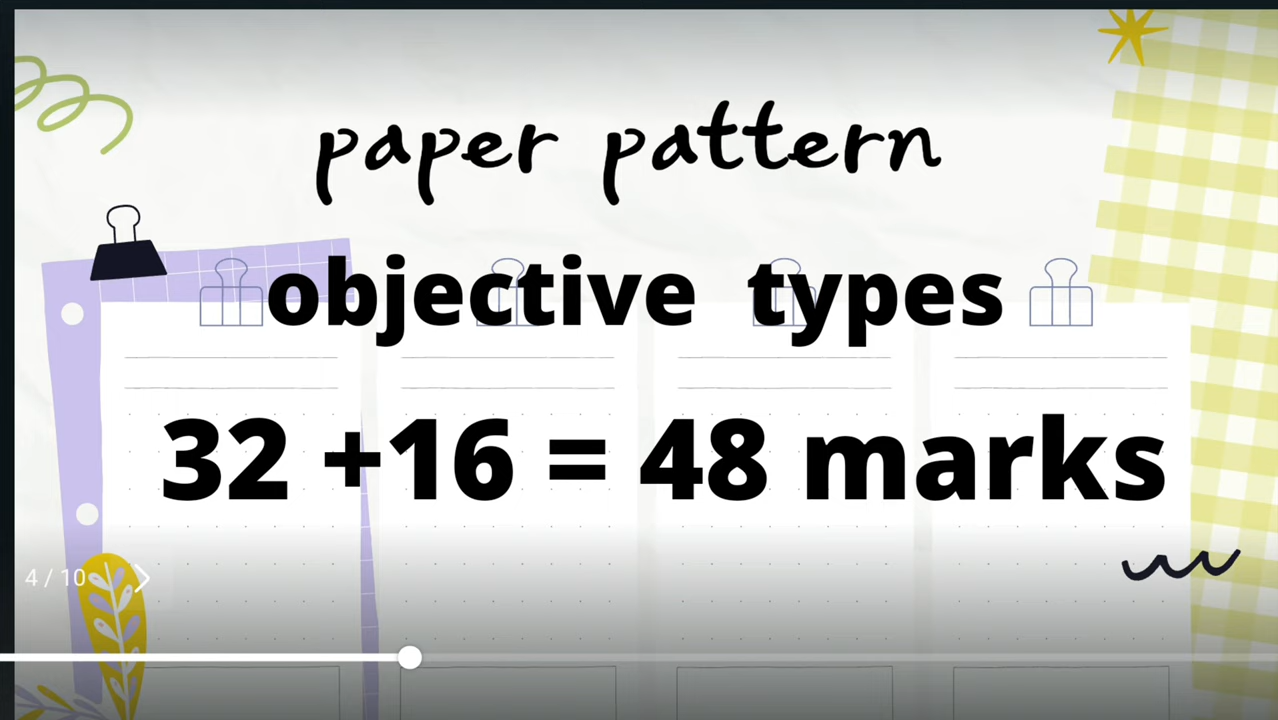 paper pattern
objective types
32 +16 = 48 marks
4 / 10